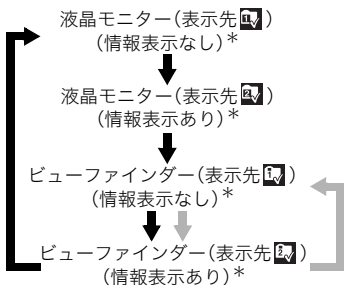 液晶モニター(表示先1)
(情報表示なし)*
液晶モニター(表示先2)
(情報表示あり)*
ビューファインダー(表示先1)
(情報表示なし)*
ビューファインダー(表示先2)
(情報表示あり)*